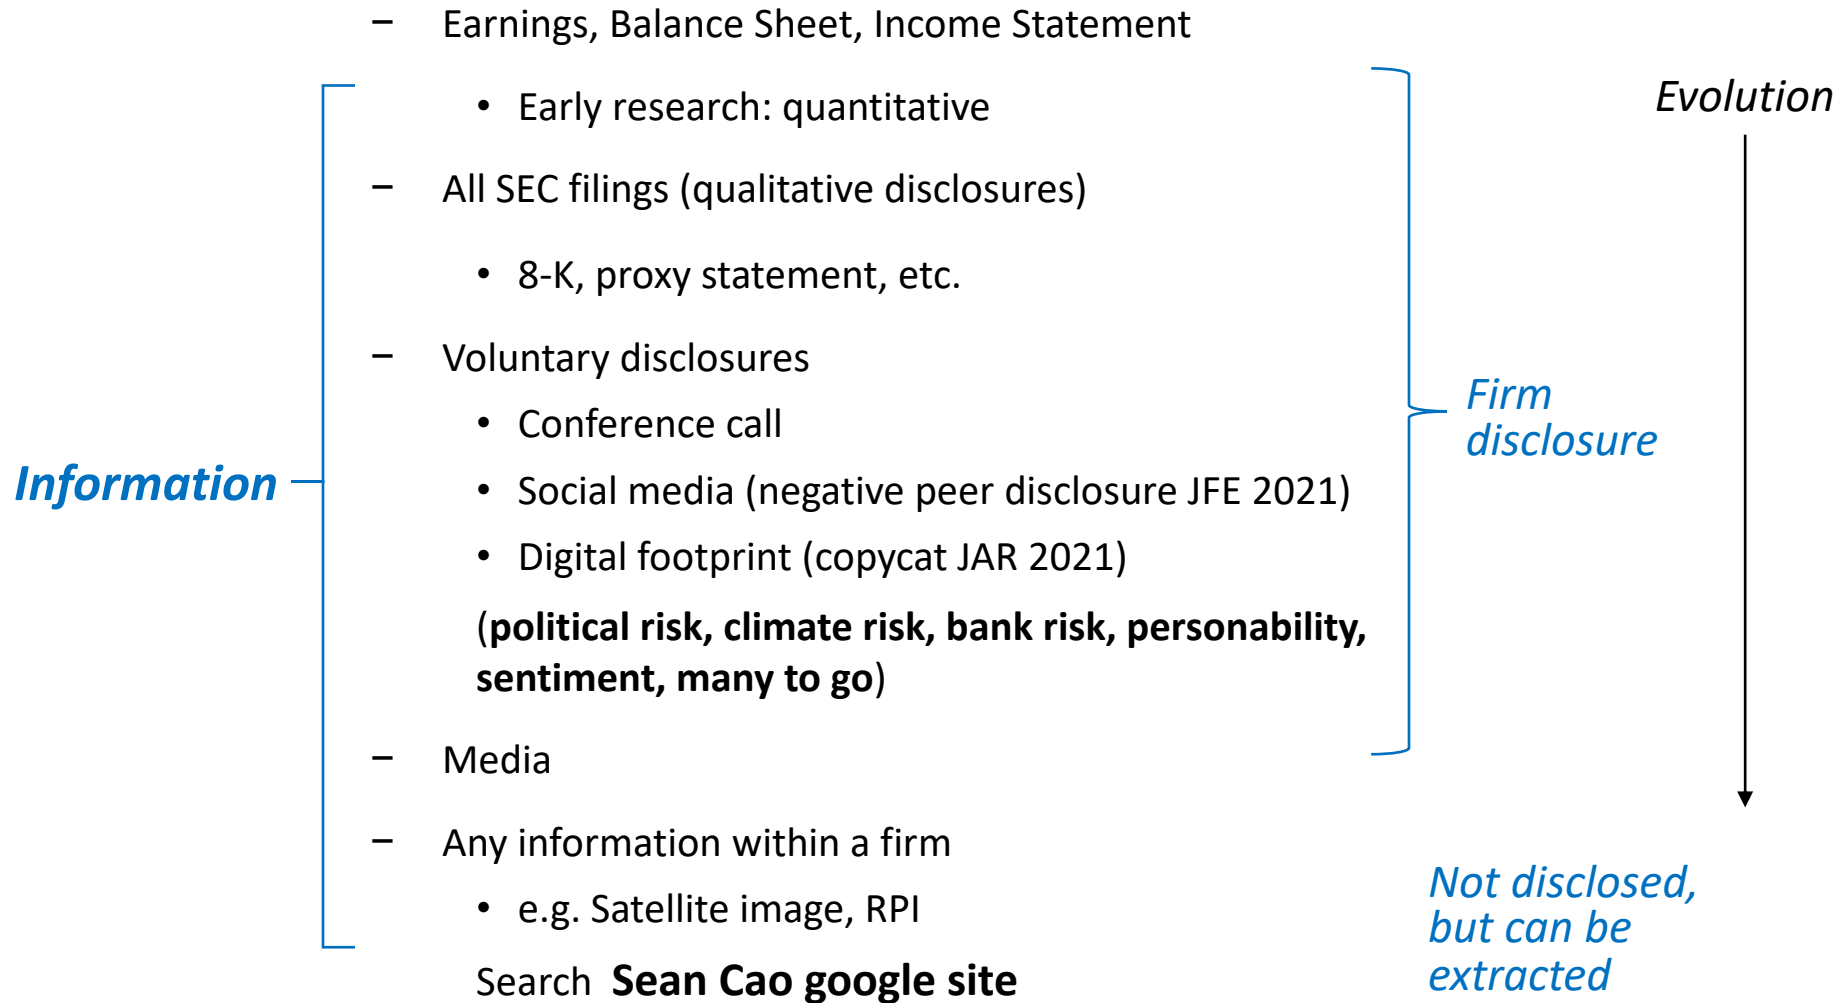 − Earnings, Balance Sheet, Income Statement
• Early research: quantitative
Evolution
− All SEC filings (qualitative disclosures)
• 8-K, proxy statement, etc.
− Voluntary disclosures
• Conference call
Firm
disclosure
Information
• Social media (negative peer disclosure JFE 2021)
• Digital footprint (copycat JAR 2021)
(political risk, climate risk, bank risk, personability,
sentiment, many to go)
− Media
− Any information within a firm
• e.g. Satellite image, RPI
Not disclosed,
but can be
extracted
Search Sean Cao google site